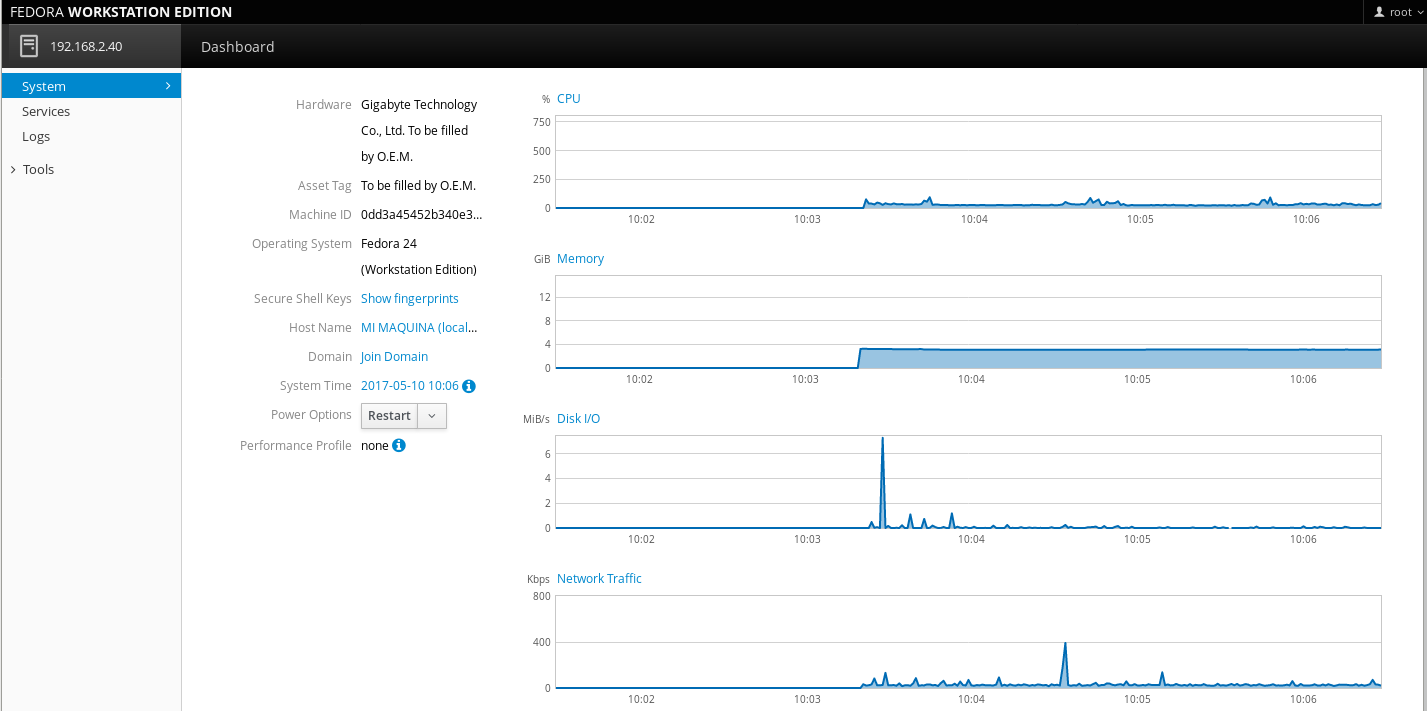 FEDORA WORKSTATION EDITION
root
192.168.2.40
Dashboard
System
Services
Logs
Tools
Hardware Gigabyte Technology
Co., Ltd. To be filled
by O.E.M.
Asset Tag To be filled by O.E.M.
Machine ID 0dd3a45452b340e3...
Operating System Fedora 24
(Workstation Edition)
Secure Shell Keys Show fingerprints
Host Name MI MAQUINA (local...
Domain Join Domain
System Time 2017-05-10 10:06
Power Options Restart
Performance Profile none
% CPU
750
500
250
0
10:02 10:03 10:04 10:05 10:06
GiB Memory
12
8
4
0
10:02 10:03 10:04 10:05 10:06
MiB/s Disk I/O
6
4
2
0
10:02 10:03 10:04 10:05 10:06
Kbps Network Traffic
800
400
0
10:02 10:03 10:04 10:05 10:06